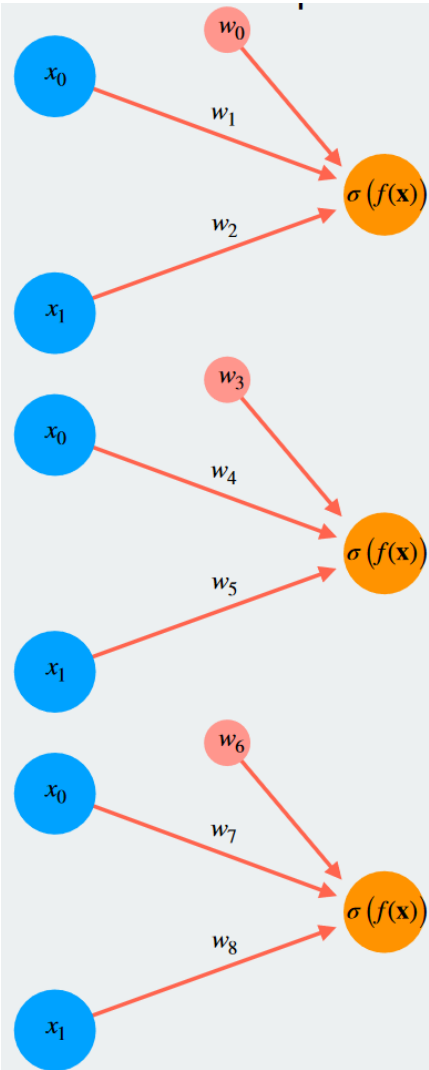 w₀
x₀
w₁
σ (f(𝐱))
w₂
x₁
w₃
x₀
w₄
σ (f(𝐱))
w₅
x₁
w₆
x₀
w₇
σ (f(𝐱))
w₈
x₁